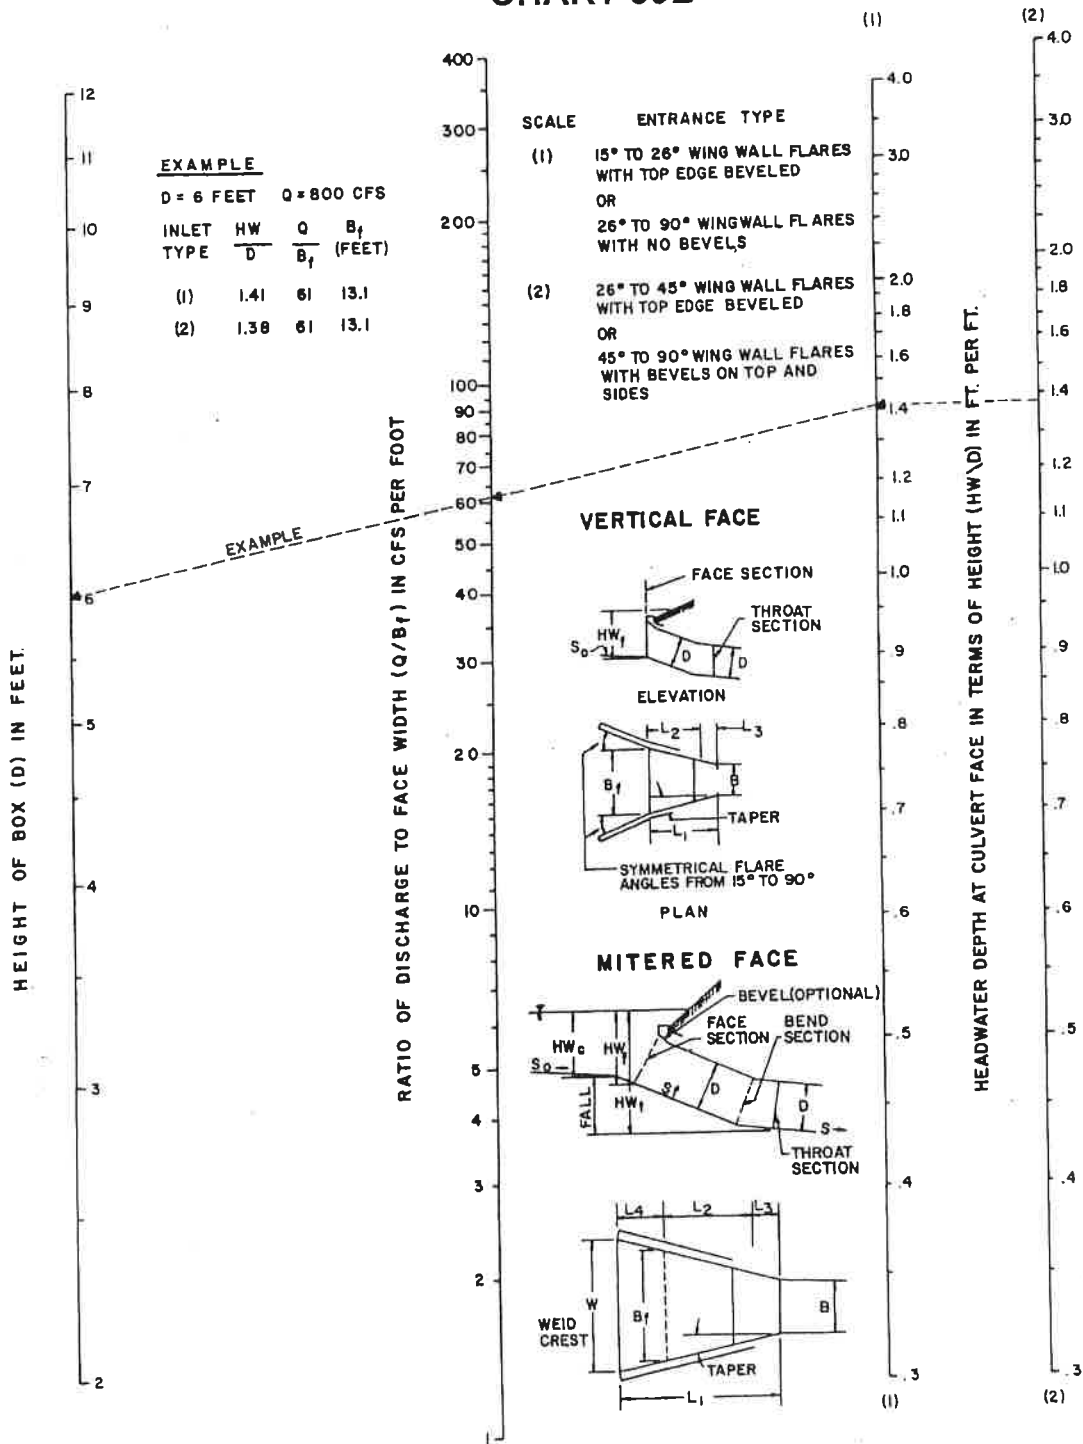 (1)
(2)
SCALE ENTRANCE TYPE
(1) 15° TO 26° WING WALL FLARES
WITH TOP EDGE BEVELED
OR
26° TO 90° WINGWALL FLARES
WITH NO BEVELS
(2) 26° TO 45° WING WALL FLARES
WITH TOP EDGE BEVELED
OR
45° TO 90° WING WALL FLARES
WITH BEVELS ON TOP AND
SIDES
EXAMPLE
D = 6 FEET Q = 800 CFS
INLET HW Q Bf
TYPE D Bf (FEET)
(1) 1.41 61 13.1
(2) 1.38 61 13.1
HEIGHT OF BOX (D) IN FEET
12
11
10
9
8
7
6
5
4
3
2
EXAMPLE
RATIO OF DISCHARGE TO FACE WIDTH (Q/Bf) IN CFS PER FOOT
400
300
200
100
90
80
70
60
50
40
30
20
10
5
4
3
2
1
VERTICAL FACE
FACE SECTION
THROAT
SECTION
HWf
So
D
D
ELEVATION
L2
L3
Bf
B
TAPER
L1
SYMMETRICAL FLARE
ANGLES FROM 15° TO 90°
PLAN
MITERED FACE
BEVEL(OPTIONAL)
FACE
SECTION
BEND
SECTION
HWc
HWf
So
Sf
D
D
FALL
HWt
S
THROAT
SECTION
L4
L2
L3
W
Bf
B
WEID
CREST
TAPER
L1
4.0
3.0
2.0
1.8
1.6
1.4
1.2
1.1
1.0
.9
.8
.7
.6
.5
.4
.3
(1)
HEADWATER DEPTH AT CULVERT FACE IN TERMS OF HEIGHT (HW\D) IN FT. PER FT.
4.0
3.0
2.0
1.8
1.6
1.4
1.2
1.1
1.0
.9
.8
.7
.6
.5
.4
.3
(2)